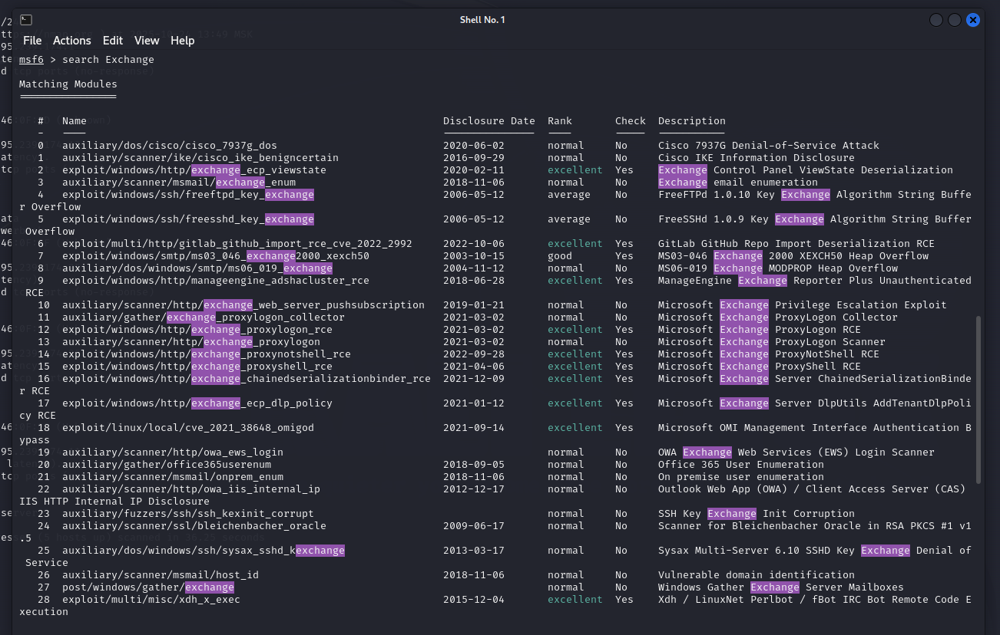 Shell No. 1
File Actions Edit View Help
msf6 > search Exchange
Matching Modules
================
# Name Disclosure Date Rank Check Description
- ---- --------------- ---- ----- -----------
0 auxiliary/dos/cisco/cisco_7937g_dos 2020-06-02 normal No Cisco 7937G Denial-of-Service Attack
1 auxiliary/scanner/ike/cisco_ike_benigncertain 2016-09-29 normal No Cisco IKE Information Disclosure
2 exploit/windows/http/exchange_ecp_viewstate 2020-02-11 excellent Yes Exchange Control Panel ViewState Deserialization
3 auxiliary/scanner/msmail/exchange_enum 2018-11-06 normal No Exchange email enumeration
4 exploit/windows/ssh/freeftpd_key_exchange 2006-05-12 average No FreeFTPd 1.0.10 Key Exchange Algorithm String Buffe
r Overflow
5 exploit/windows/ssh/freesshd_key_exchange 2006-05-12 average No FreeSSHd 1.0.9 Key Exchange Algorithm String Buffer
Overflow
6 exploit/multi/http/gitlab_github_import_rce_cve_2022_2992 2022-10-06 excellent Yes GitLab GitHub Repo Import Deserialization RCE
7 exploit/windows/smtp/ms03_046_exchange2000_xexch50 2003-10-15 good Yes MS03-046 Exchange 2000 XEXCH50 Heap Overflow
8 auxiliary/dos/windows/smtp/ms06_019_exchange 2004-11-12 normal No MS06-019 Exchange MODPROP Heap Overflow
9 exploit/windows/http/manageengine_adshacluster_rce 2018-06-28 excellent Yes ManageEngine Exchange Reporter Plus Unauthenticated
RCE
10 auxiliary/scanner/http/exchange_web_server_pushsubscription 2019-01-21 normal No Microsoft Exchange Privilege Escalation Exploit
11 auxiliary/gather/exchange_proxylogon_collector 2021-03-02 normal No Microsoft Exchange ProxyLogon Collector
12 exploit/windows/http/exchange_proxylogon_rce 2021-03-02 excellent Yes Microsoft Exchange ProxyLogon RCE
13 auxiliary/scanner/http/exchange_proxylogon 2021-03-02 normal No Microsoft Exchange ProxyLogon Scanner
14 exploit/windows/http/exchange_proxynotshell_rce 2022-09-28 excellent Yes Microsoft Exchange ProxyNotShell RCE
15 exploit/windows/http/exchange_proxyshell_rce 2021-04-06 excellent Yes Microsoft Exchange ProxyShell RCE
16 exploit/windows/http/exchange_chainedserializationbinder_rce 2021-12-09 excellent Yes Microsoft Exchange Server ChainedSerializationBinde
r RCE
17 exploit/windows/http/exchange_ecp_dlp_policy 2021-01-12 excellent Yes Microsoft Exchange Server DlpUtils AddTenantDlpPoli
cy RCE
18 exploit/linux/local/cve_2021_38648_omigod 2021-09-14 excellent Yes Microsoft OMI Management Interface Authentication B
ypass
19 auxiliary/scanner/http/owa_ews_login normal No OWA Exchange Web Services (EWS) Login Scanner
20 auxiliary/gather/office365userenum 2018-09-05 normal No Office 365 User Enumeration
21 auxiliary/scanner/msmail/onprem_enum 2018-11-06 normal No On premise user enumeration
22 auxiliary/scanner/http/owa_iis_internal_ip 2012-12-17 normal No Outlook Web App (OWA) / Client Access Server (CAS)
IIS HTTP Internal IP Disclosure
23 auxiliary/fuzzers/ssh/ssh_kexinit_corrupt normal No SSH Key Exchange Init Corruption
24 auxiliary/scanner/ssl/bleichenbacher_oracle 2009-06-17 normal No Scanner for Bleichenbacher Oracle in RSA PKCS #1 v1
.5
25 auxiliary/dos/windows/ssh/sysax_sshd_kexchange 2013-03-17 normal No Sysax Multi-Server 6.10 SSHD Key Exchange Denial of
Service
26 auxiliary/scanner/msmail/host_id 2018-11-06 normal No Vulnerable domain identification
27 post/windows/gather/exchange normal No Windows Gather Exchange Server Mailboxes
28 exploit/multi/misc/xdh_x_exec 2015-12-04 excellent Yes Xdh / LinuxNet Perlbot / fBot IRC Bot Remote Code E
xecution